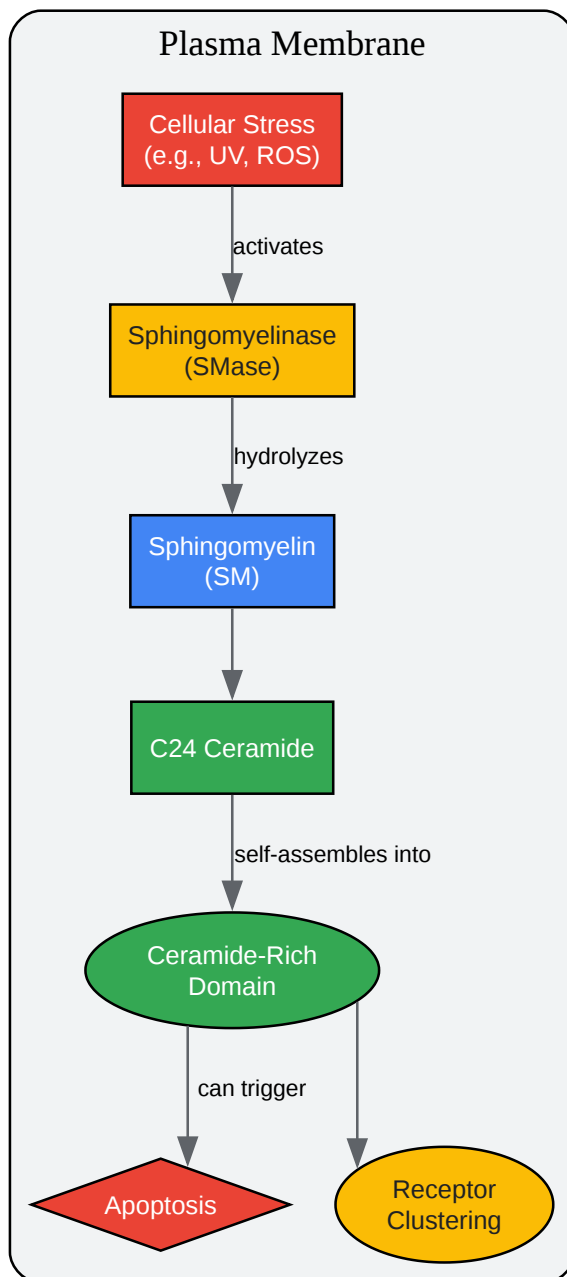 Plasma Membrane
Cellular Stress
(e.g., UV, ROS)
activates
Sphingomyelinase
(SMase)
hydrolyzes
Sphingomyelin
(SM)
C24 Ceramide
self-assembles into
Ceramide-Rich
Domain
can trigger
Apoptosis
Receptor
Clustering